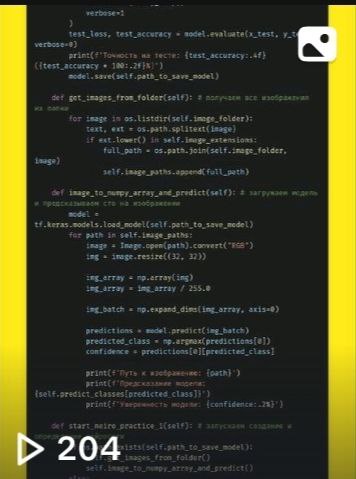 verbose=1
)
test_loss, test_accuracy = model.evaluate(x_test, y_te
verbose=0)
print(f'Точность на тесте: {test_accuracy:.4f}
({test_accuracy * 100:.2f}%)')
model.save(self.path_to_save_model)
def get_images_from_folder(self): # получаем все изображения
из папки
for image in os.listdir(self.image_folder):
text, ext = os.path.splitext(image)
if ext.lower() in self.image_extensions:
full_path = os.path.join(self.image_folder,
image)
self.image_paths.append(full_path)
def image_to_numpy_array_and_predict(self): # загружаем модель
и предсказываем что на изображении
model =
tf.keras.models.load_model(self.path_to_save_model)
for path in self.image_paths:
image = Image.open(path).convert("RGB")
img = image.resize((32, 32))
img_array = np.array(img)
img_array = img_array / 255.0
img_batch = np.expand_dims(img_array, axis=0)
predictions = model.predict(img_batch)
predicted_class = np.argmax(predictions[0])
confidence = predictions[0][predicted_class]
print(f'Путь к изображению: {path}')
print(f'Предсказание модели:
{self.predict_classes[predicted_class]}')
print(f'Уверенность модели: {confidence:.2%}')
def start_neiro_practice_1(self): # запускаем создание и
exists(self.path_to_save_model):
_images_from_folder()
self.image_to_numpy_array_and_predict()
204